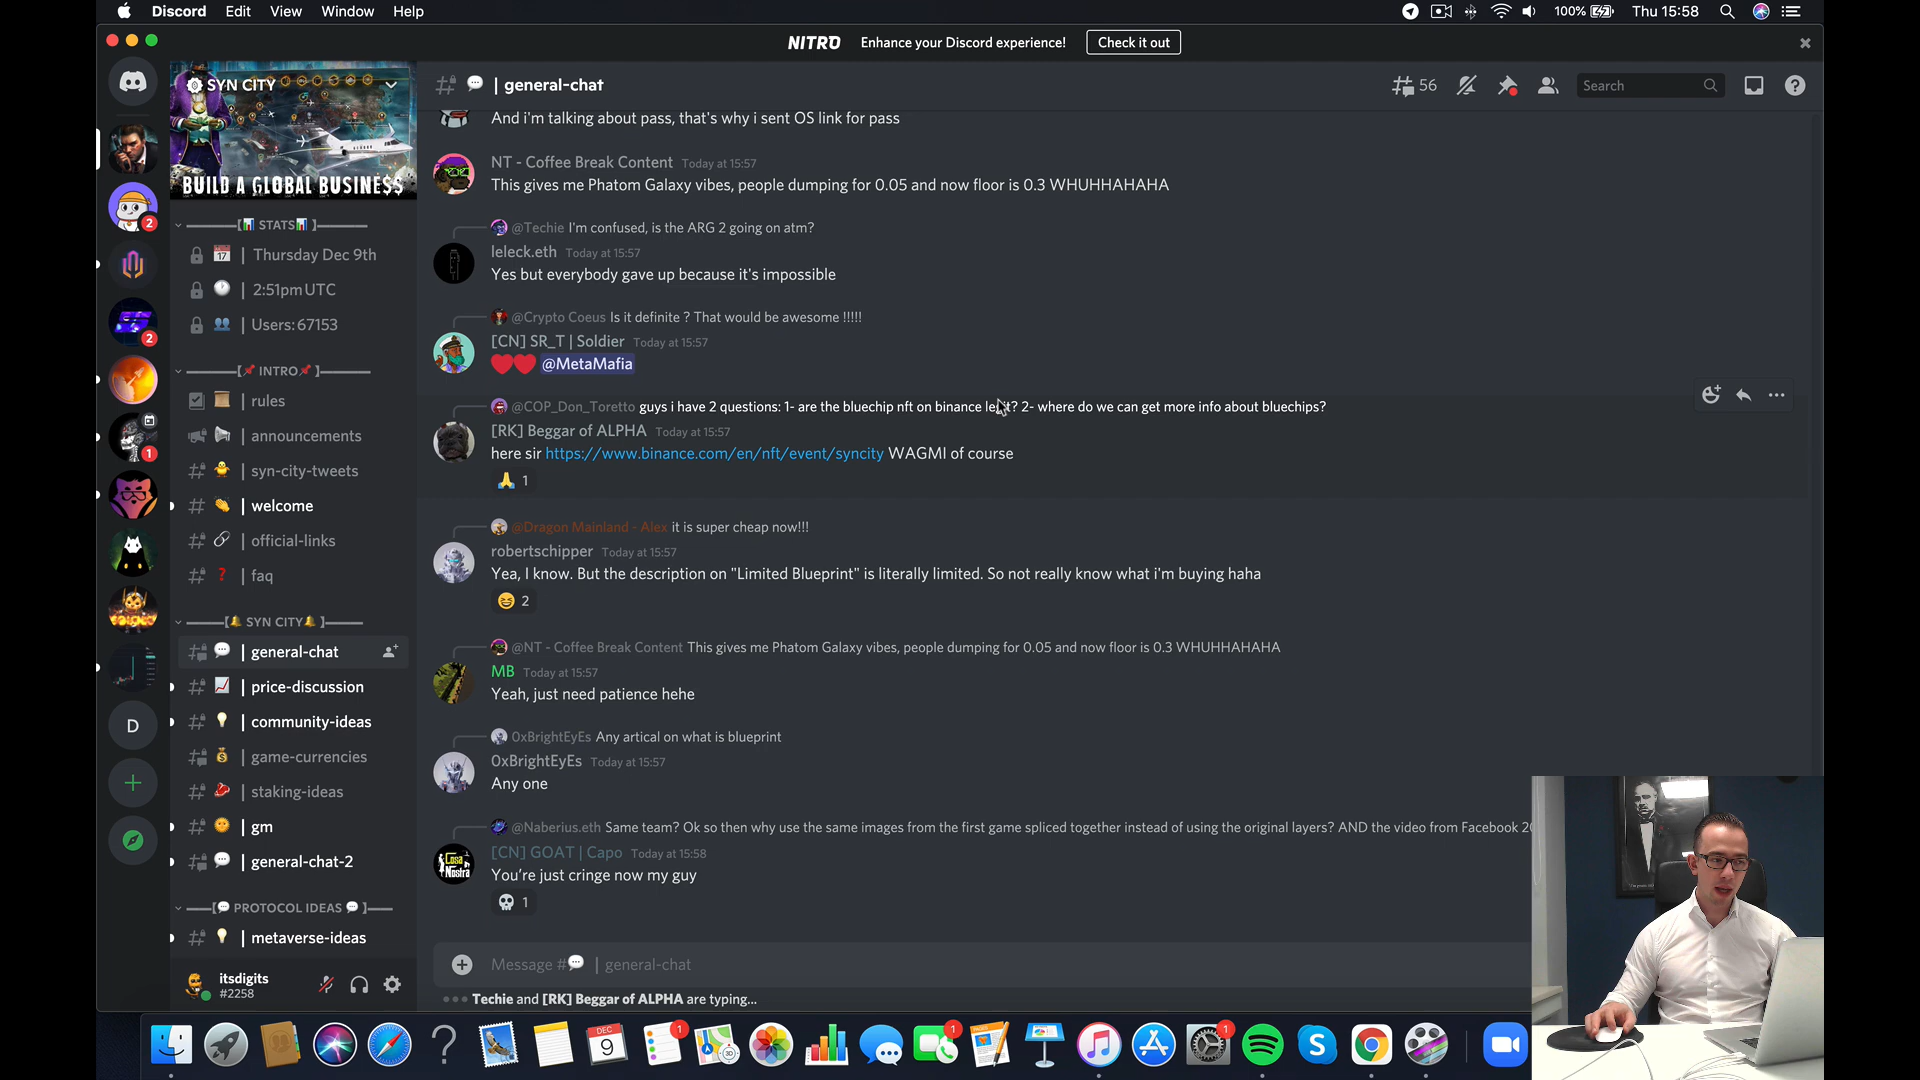 Discord Edit View Window Help
100% Thu 15:58
NITRO Enhance your Discord experience! Check it out
SYN CITY
BUILD A GLOBAL BUSINE$$
| general-chat
56
Search
And i'm talking about pass, that's why i sent OS link for pass
NT - Coffee Break Content Today at 15:57
This gives me Phatom Galaxy vibes, people dumping for 0.05 and now floor is 0.3 WHUHHAHAHA
@Techie I'm confused, is the ARG 2 going on atm?
leleck.eth Today at 15:57
Yes but everybody gave up because it's impossible
@Crypto Coeus Is it definite ? That would be awesome !!!!!
[CN] SR_T | Soldier Today at 15:57
@MetaMafia
@COP_Don_Toretto guys i have 2 questions: 1- are the bluechip nft on binance legit? 2- where do we can get more info about bluechips?
[RK] Beggar of ALPHA Today at 15:57
here sir https://www.binance.com/en/nft/event/syncity WAGMI of course
1
@Dragon Mainland - Alex it is super cheap now!!!
robertschipper Today at 15:57
Yea, I know. But the description on "Limited Blueprint" is literally limited. So not really know what i'm buying haha
2
@NT - Coffee Break Content This gives me Phatom Galaxy vibes, people dumping for 0.05 and now floor is 0.3 WHUHHAHAHA
MB Today at 15:57
Yeah, just need patience hehe
0xBrightEyEs Any artical on what is blueprint
0xBrightEyEs Today at 15:57
Any one
@Naberius.eth Same team? Ok so then why use the same images from the first game spliced together instead of using the original layers? AND the video from Facebook 20
[CN] GOAT | Capo Today at 15:58
You're just cringe now my guy
1
Message # | general-chat
Techie and [RK] Beggar of ALPHA are typing...
[ STATS ]
| Thursday Dec 9th
| 2:51pm UTC
| Users: 67153
[ INTRO ]
| rules
| announcements
| syn-city-tweets
| welcome
| official-links
| faq
[ SYN CITY ]
| general-chat
| price-discussion
| community-ideas
| game-currencies
| staking-ideas
| gm
| general-chat-2
[ PROTOCOL IDEAS ]
| metaverse-ideas
itsdigits
#2258
2
2
1
D
Cosa
Nostra
DEC
9
1
1
1